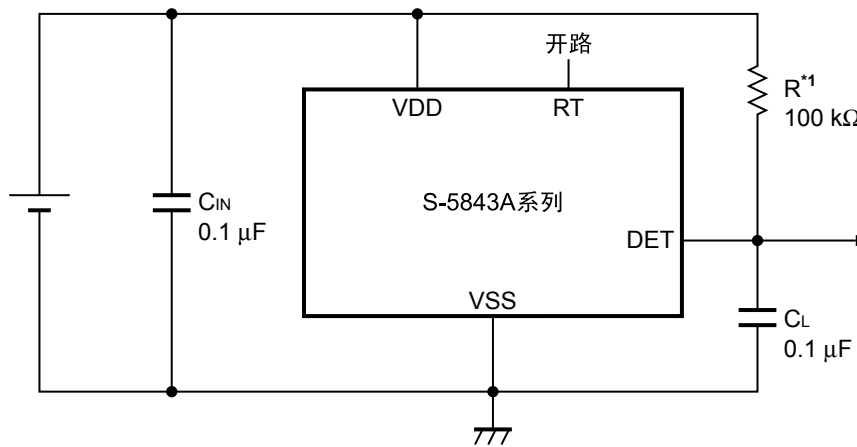 开路
VDD
RT
R*1
100 kΩ
CIN
0.1 μF
S-5843A系列
DET
VSS
CL
0.1 μF